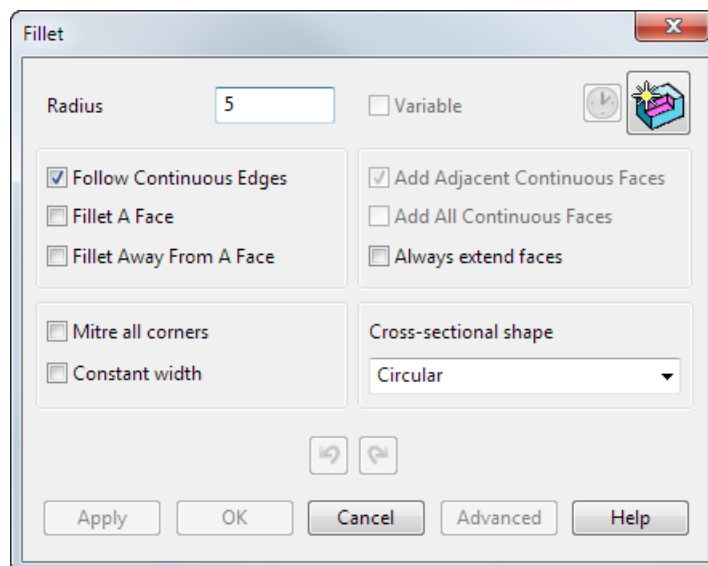 Fillet
Radius 5 Variable
Follow Continuous Edges
Fillet A Face
Fillet Away From A Face
Add Adjacent Continuous Faces
Add All Continuous Faces
Always extend faces
Mitre all corners
Constant width
Cross-sectional shape
Circular
Apply OK Cancel Advanced Help